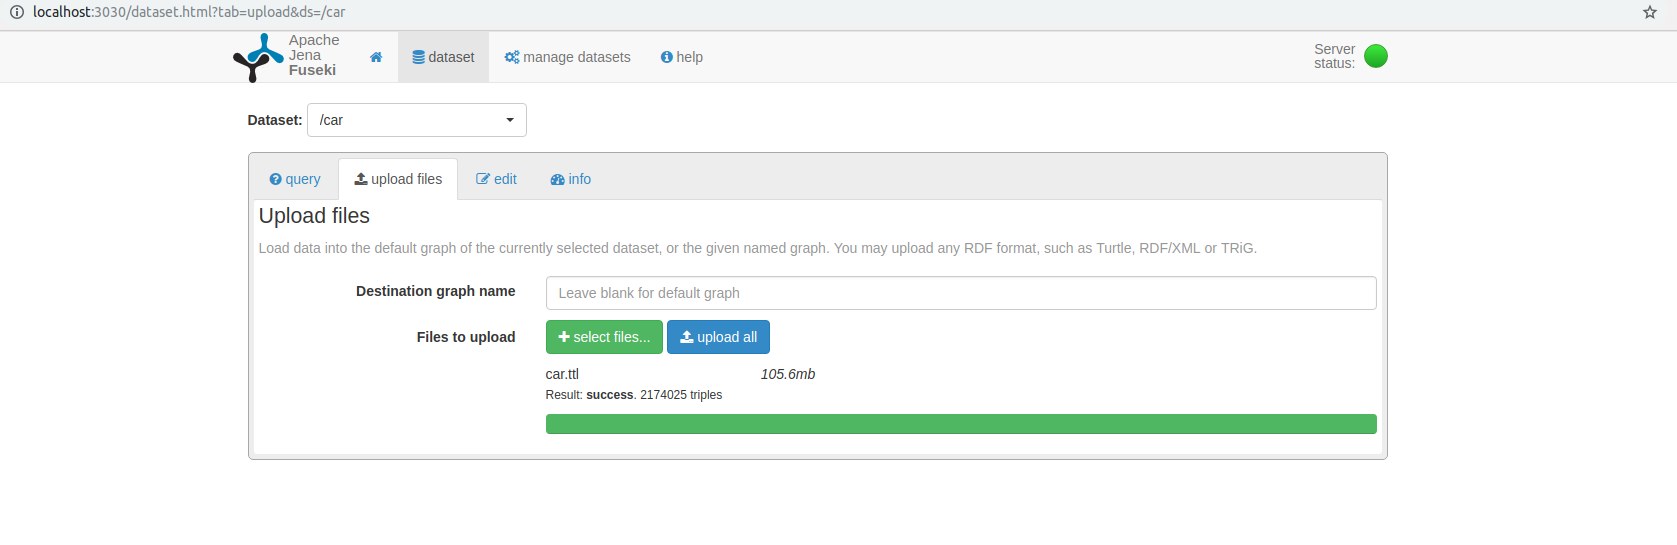 localhost:3030/dataset.html?tab=upload&ds=/car
Apache
Jena
Fuseki
dataset
manage datasets
help
Server
status:
Dataset: /car
query
upload files
edit
info
Upload files
Load data into the default graph of the currently selected dataset, or the given named graph. You may upload any RDF format, such as Turtle, RDF/XML or TRiG.
Destination graph name
Leave blank for default graph
Files to upload
select files...
upload all
car.ttl 105.6mb
Result: success. 2174025 triples